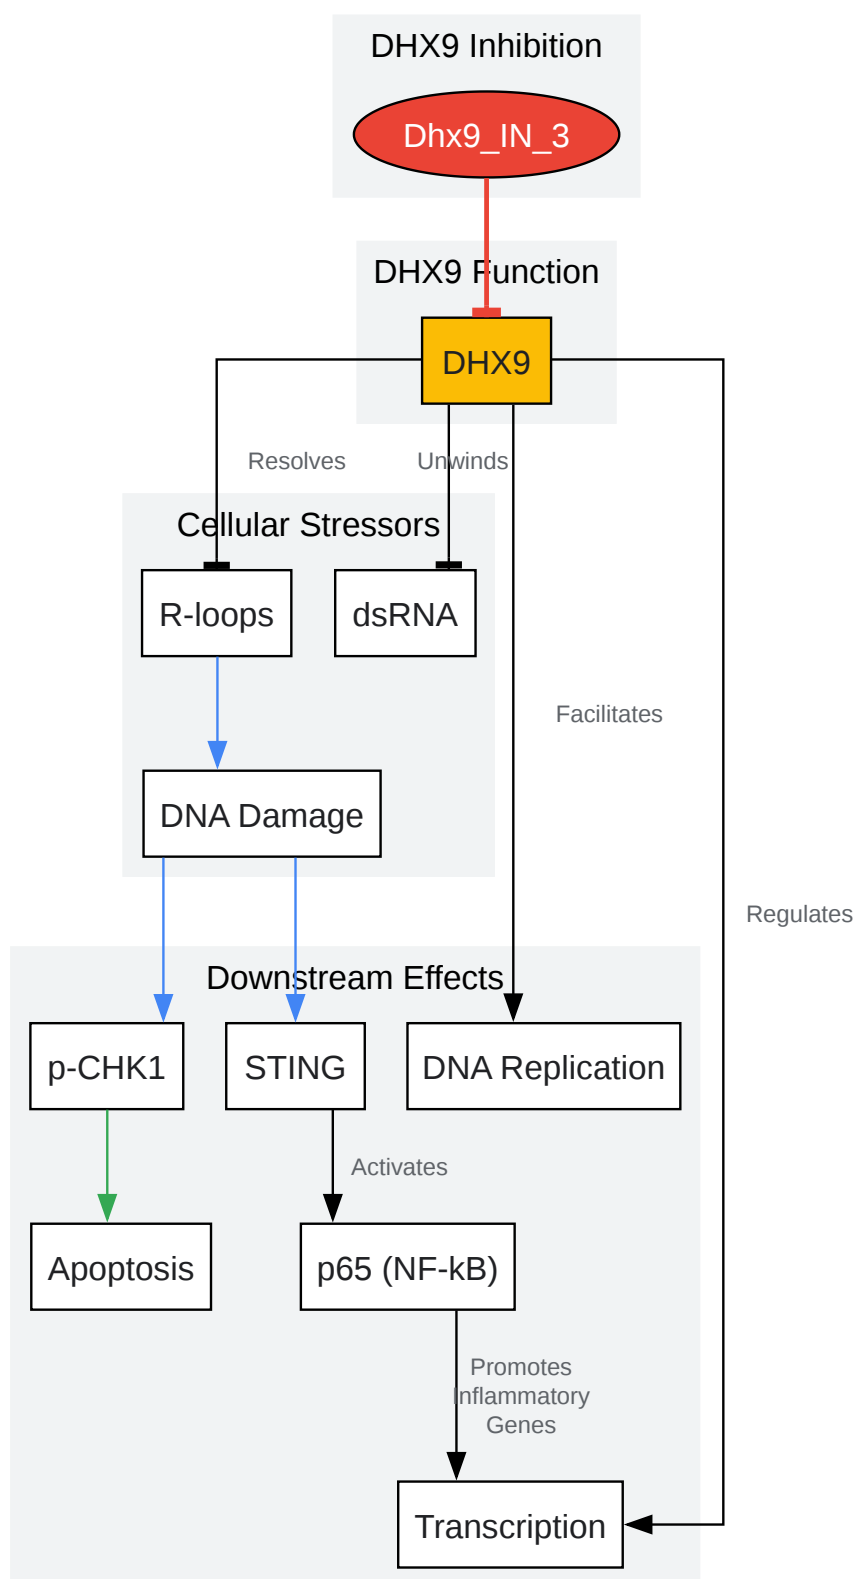 DHX9 Inhibition
Dhx9_IN_3
DHX9 Function
DHX9
Resolves
Unwinds
Cellular Stressors
R-loops
dsRNA
Facilitates
DNA Damage
Regulates
Downstream Effects
p-CHK1
STING
DNA Replication
Activates
Apoptosis
p65 (NF-kB)
Promotes
Inflammatory
Genes
Transcription